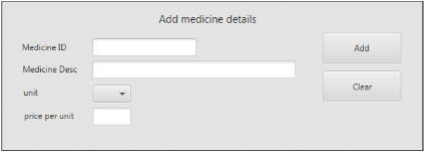 Add medicine details
Medicine ID
Add
Medicine Desc
Clear
unit
price per unit